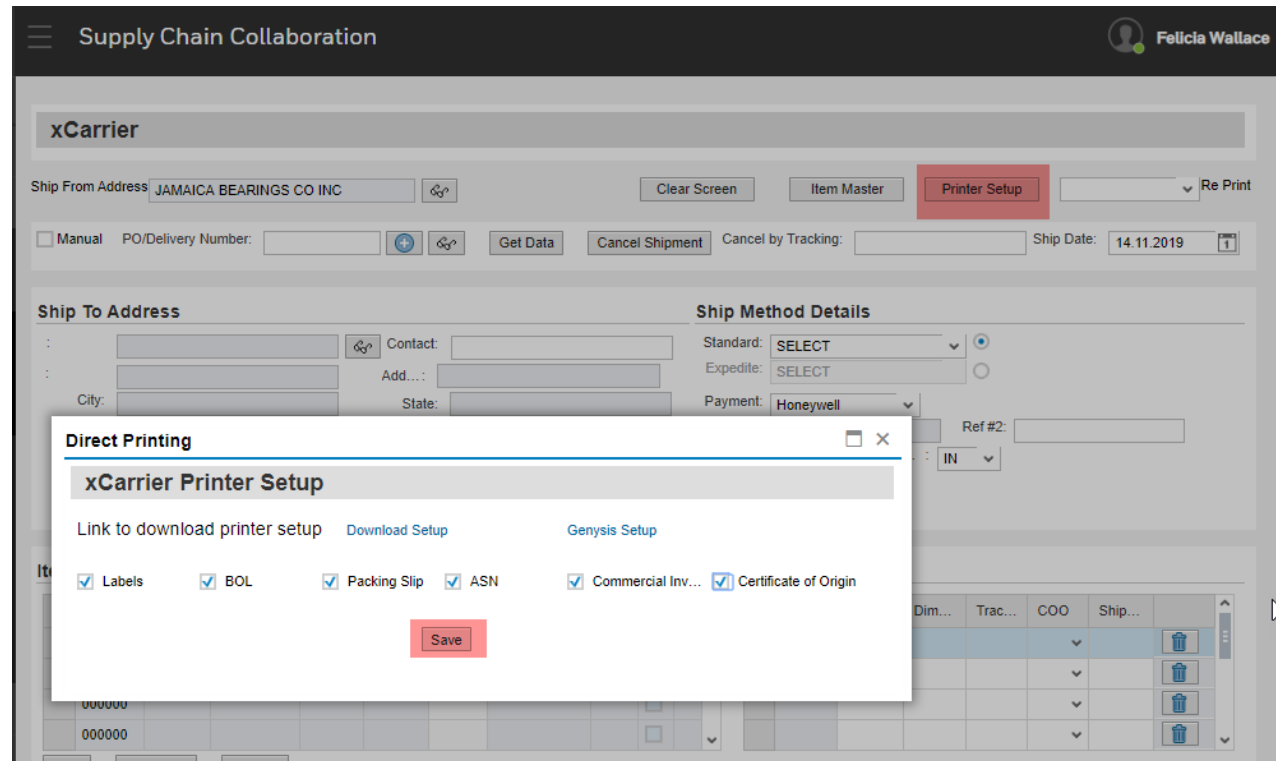 Supply Chain Collaboration Felicia Wallace
xCarrier
Ship From Address JAMAICA BEARINGS CO INC Clear Screen Item Master Printer Setup Re Print
Manual PO/Delivery Number: Get Data Cancel Shipment Cancel by Tracking: Ship Date: 14.11.2019 1
Ship To Address Ship Method Details
: Contact: Standard: SELECT
: Add...: Expedite: SELECT
City: State: Payment: Honeywell
Direct Printing Ref #2:
: IN
xCarrier Printer Setup
Link to download printer setup Download Setup Genysis Setup
Labels BOL Packing Slip ASN Commercial Inv... Certificate of Origin
Dim... Trac... COO Ship...
Save
000000
000000